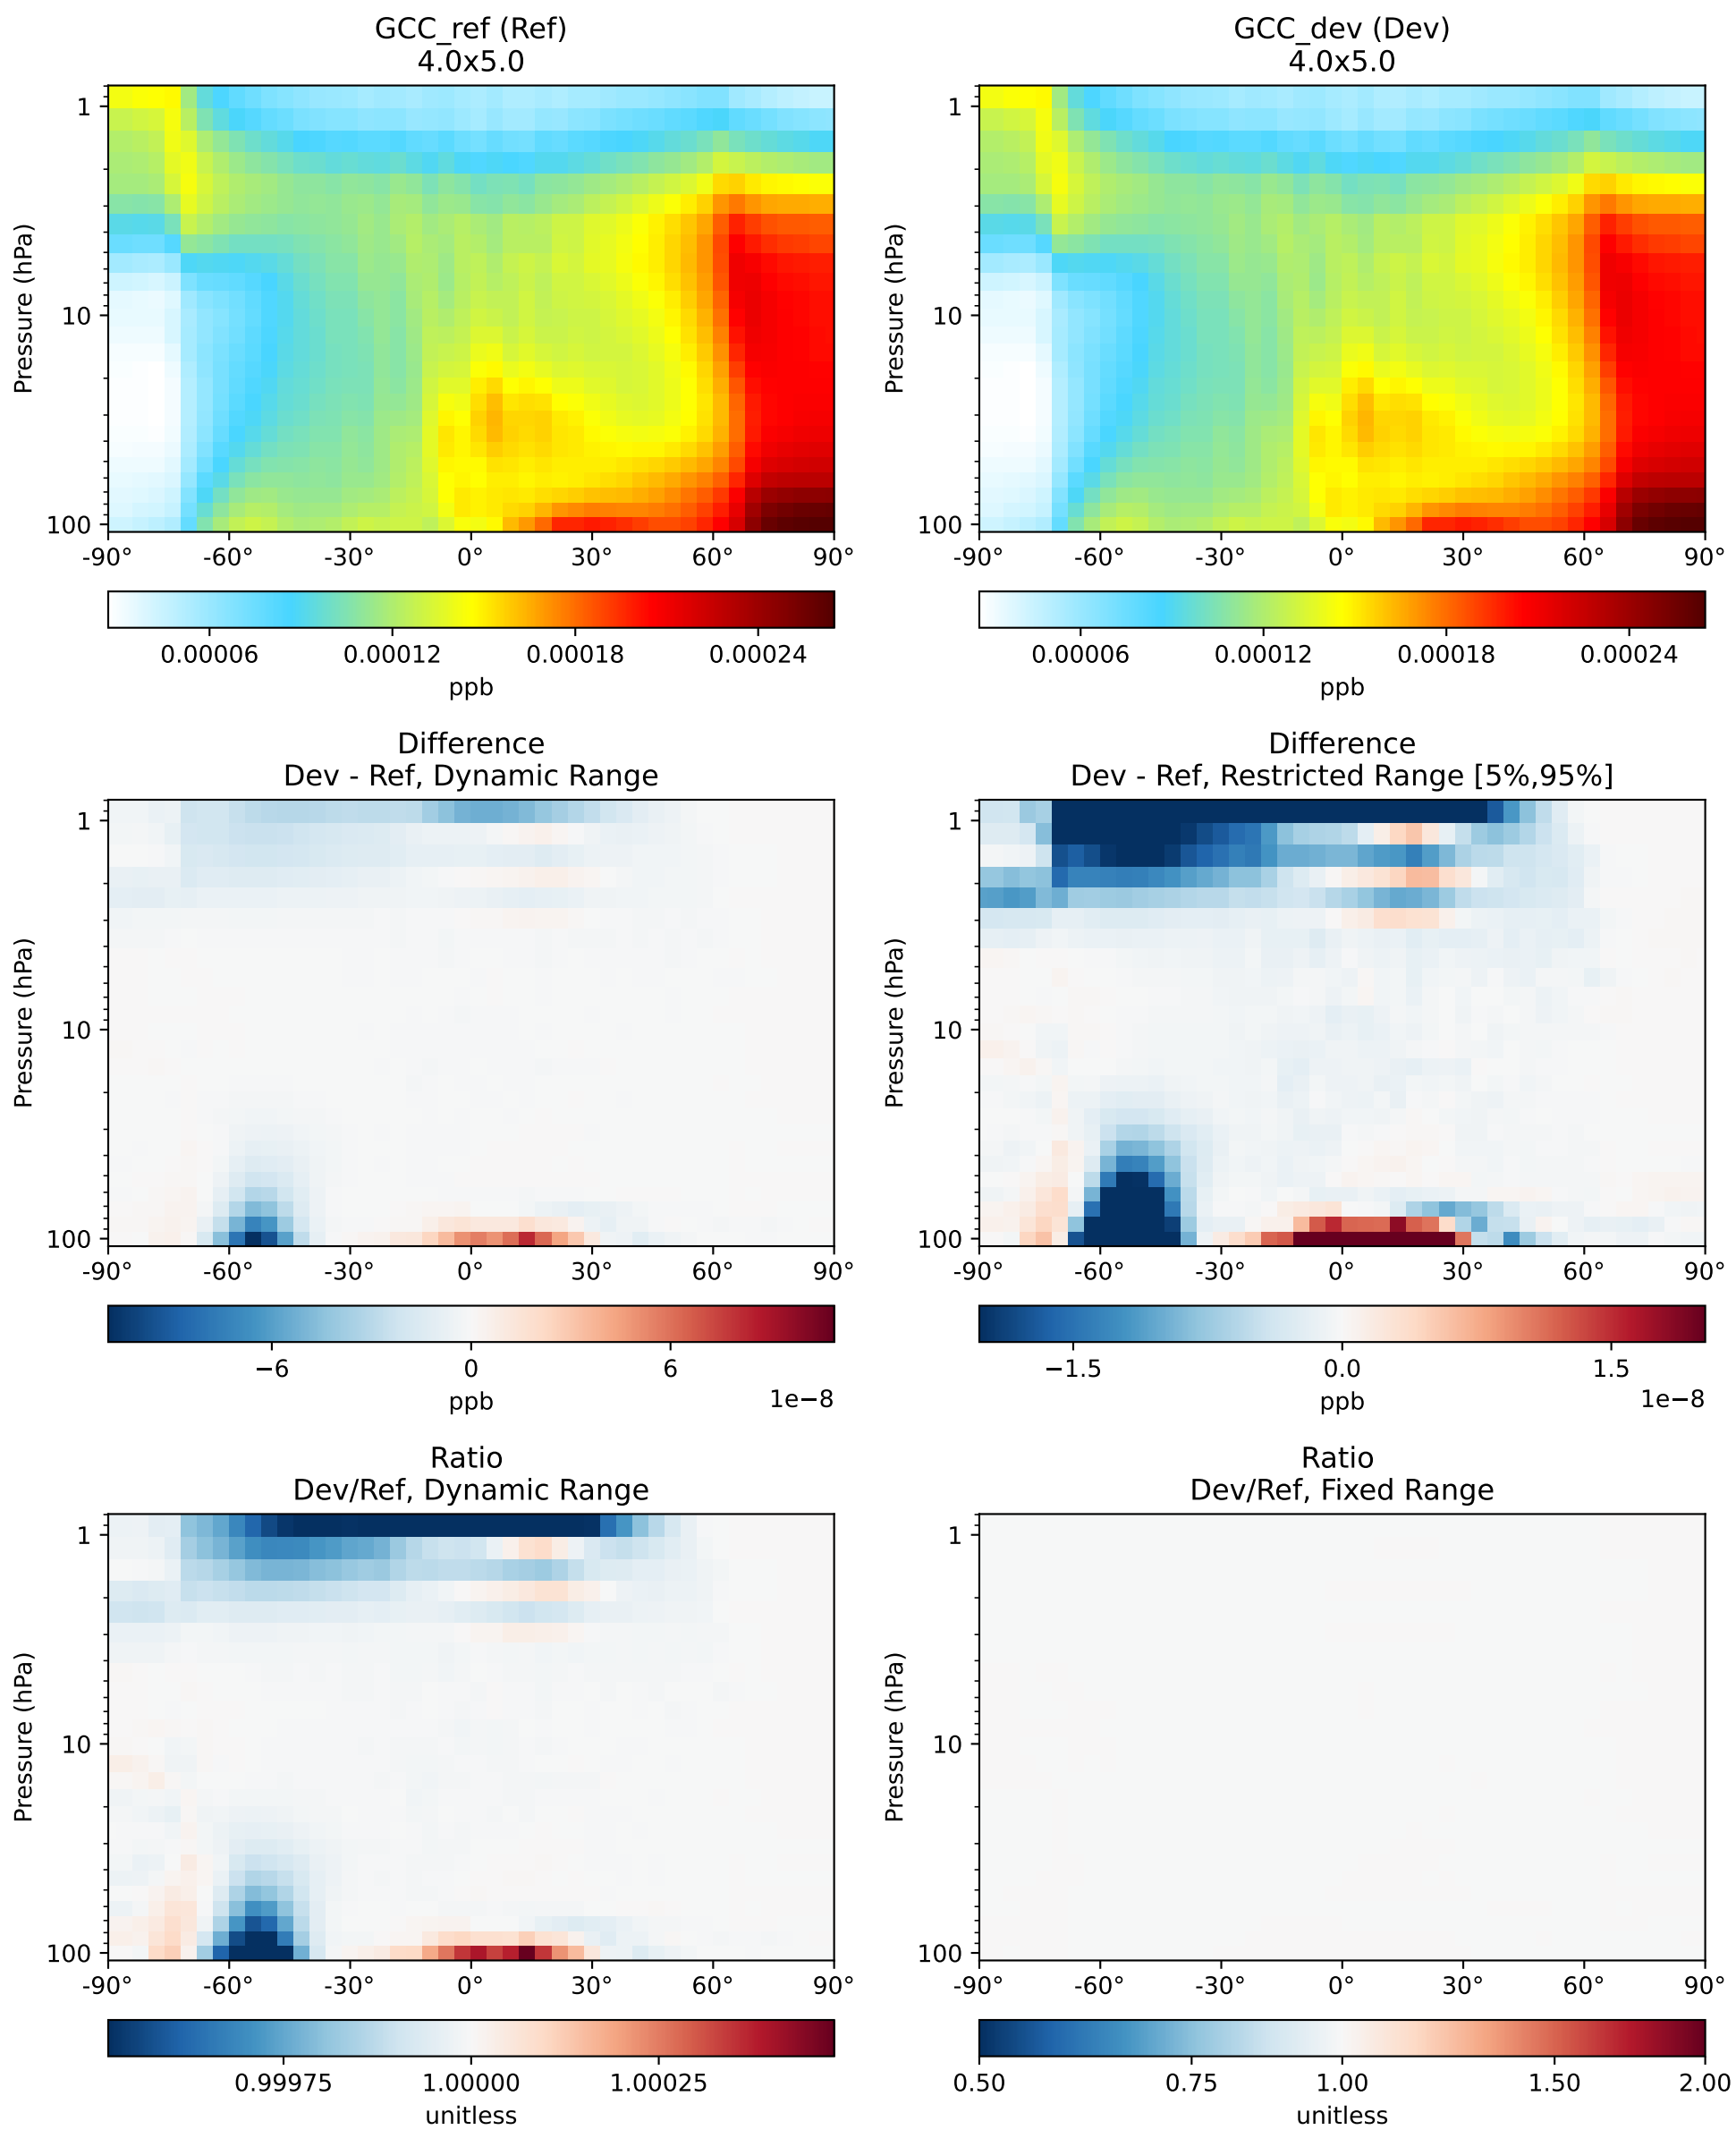 GCC_ref (Ref)
4.0x5.0
Pressure (hPa)
1
10
100
-90° -60° -30° 0° 30° 60° 90°
0.00006 0.00012 0.00018 0.00024
ppb
GCC_dev (Dev)
4.0x5.0
Pressure (hPa)
1
10
100
-90° -60° -30° 0° 30° 60° 90°
0.00006 0.00012 0.00018 0.00024
ppb
Difference
Dev - Ref, Dynamic Range
Pressure (hPa)
1
10
100
-90° -60° -30° 0° 30° 60° 90°
−6 0 6
1e−8
ppb
Difference
Dev - Ref, Restricted Range [5%,95%]
Pressure (hPa)
1
10
100
-90° -60° -30° 0° 30° 60° 90°
−1.5 0.0 1.5
1e−8
ppb
Ratio
Dev/Ref, Dynamic Range
Pressure (hPa)
1
10
100
-90° -60° -30° 0° 30° 60° 90°
0.99975 1.00000 1.00025
unitless
Ratio
Dev/Ref, Fixed Range
Pressure (hPa)
1
10
100
-90° -60° -30° 0° 30° 60° 90°
0.50 0.75 1.00 1.50 2.00
unitless